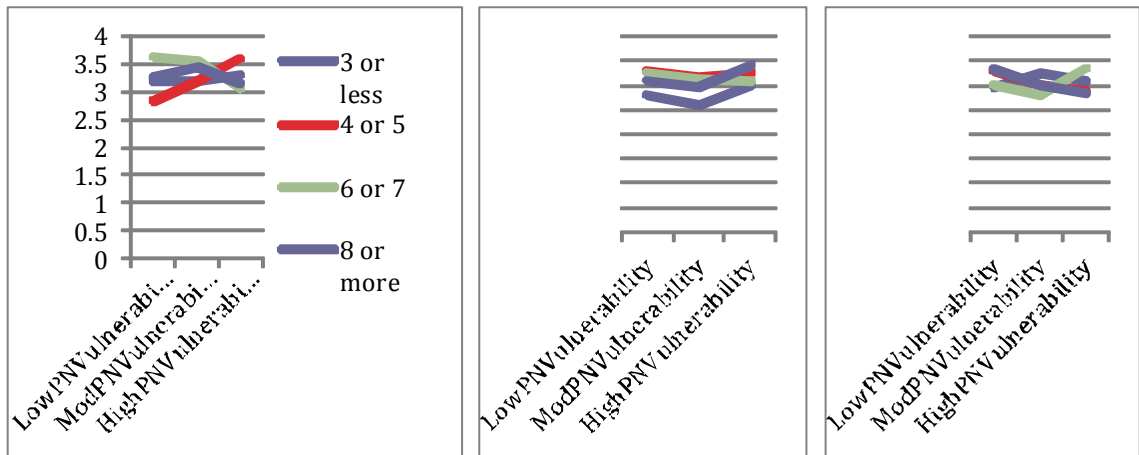 4
3.5
3
2.5
2
1.5
1
0.5
0
3 or
less
4 or 5
6 or 7
8 or
more
LowPNVulnerabi...
ModPNVulnerabi...
HighPNVulnerabi...
LowPNVulnerability
ModPNVulnerability
HighPNVulnerability
LowPNVulnerability
ModPNVulnerability
HighPNVulnerability